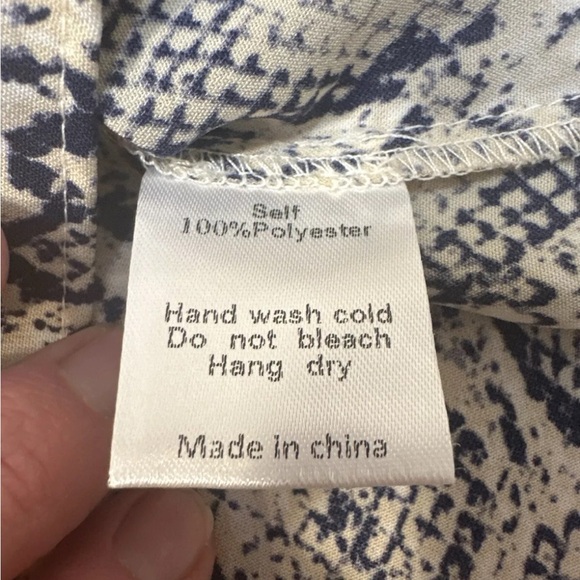 Self
100%Polyester
Hand wash cold
Do not bleach
Hang dry
Made in china